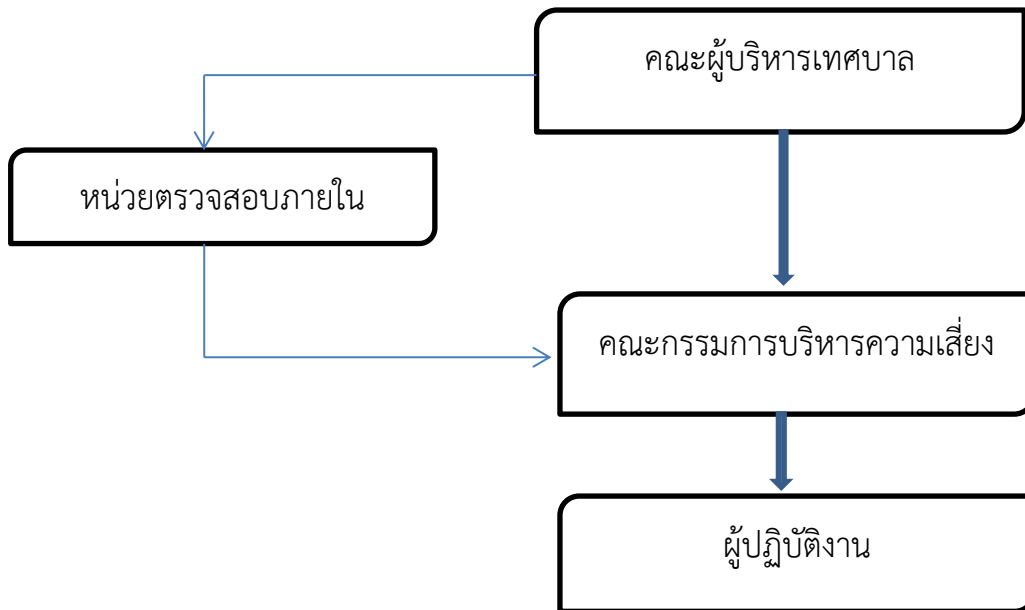 คณะผู้บริหารเทศบาล
หน่วยตรวจสอบภายใน
คณะกรรมการบริหารความเสี่ยง
ผู้ปฏิบัติงาน